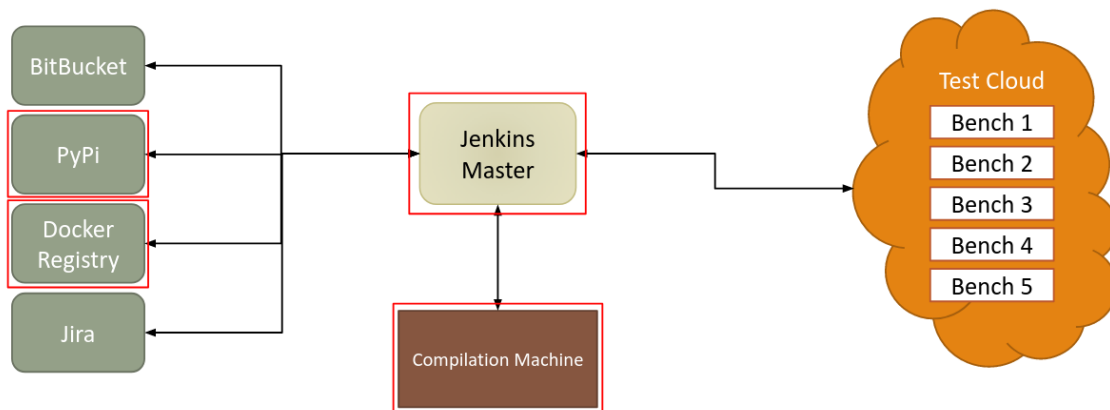 BitBucket
PyPi
Docker
Registry
Jira
Jenkins
Master
Compilation Machine
Test Cloud
Bench 1
Bench 2
Bench 3
Bench 4
Bench 5